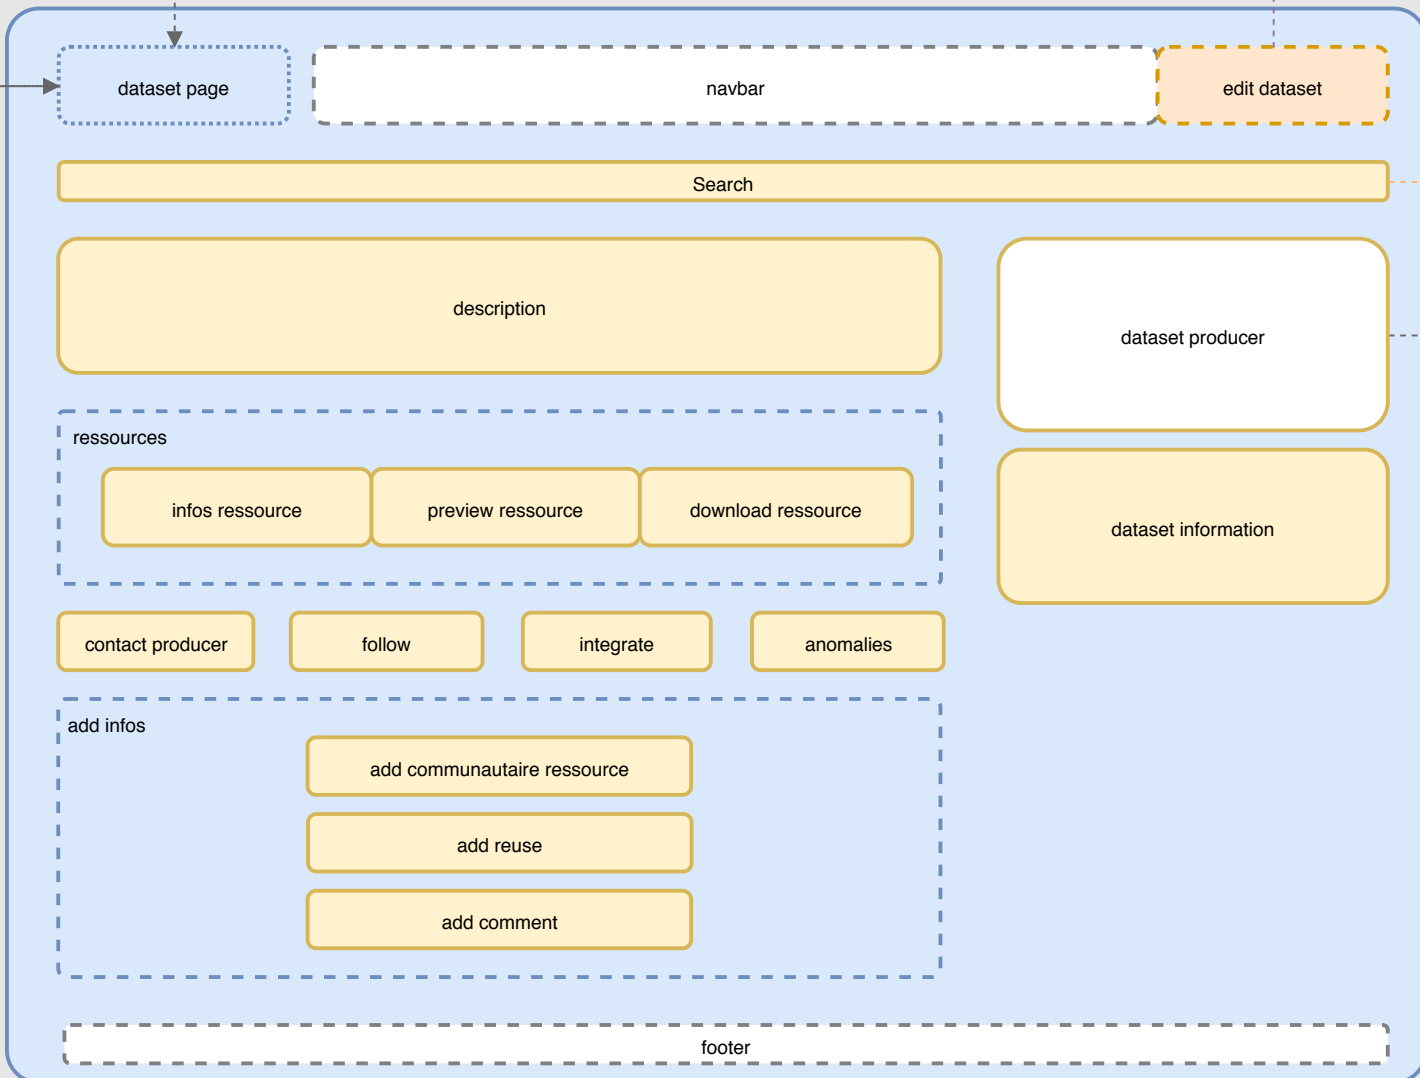 dataset page
navbar
edit dataset
Search
description
dataset producer
ressources
infos ressource
preview ressource
download ressource
dataset information
contact producer
follow
integrate
anomalies
add infos
add communautaire ressource
add reuse
add comment
footer